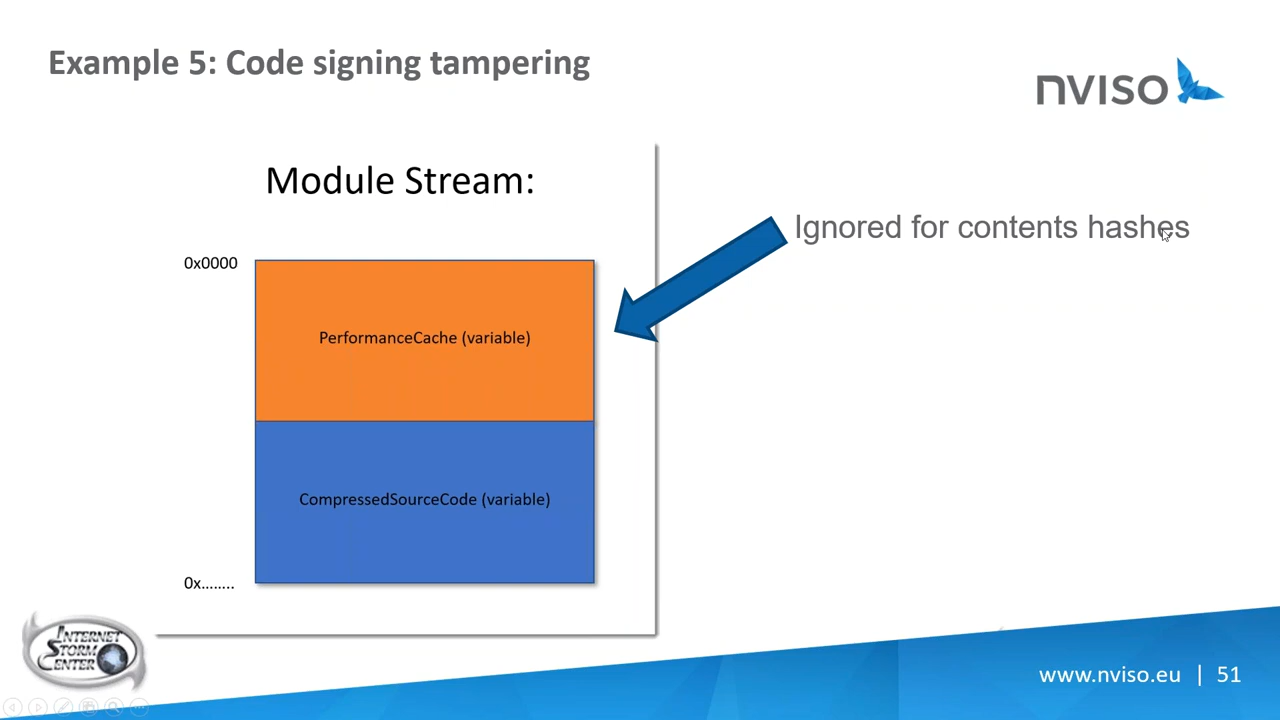 Example 5: Code signing tampering
nviso
Module Stream:
Ignored for contents hashes
0x0000
PerformanceCache (variable)
CompressedSourceCode (variable)
0x........
INTERNET
STORM
CENTER
www.nviso.eu | 51